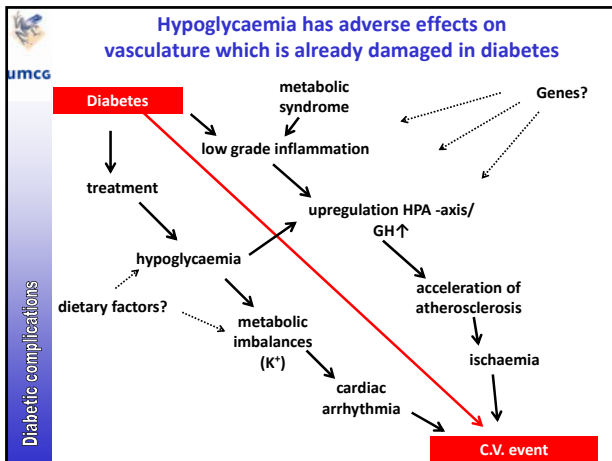 Hypoglycaemia has adverse effects on
vasculature which is already damaged in diabetes
umcg
Diabetes
metabolic
syndrome
Genes?
low grade inflammation
treatment
upregulation HPA -axis/
GH↑
hypoglycaemia
acceleration of
atherosclerosis
dietary factors?
metabolic
imbalances
(K⁺)
ischaemia
cardiac
arrhythmia
C.V. event
Diabetic complications